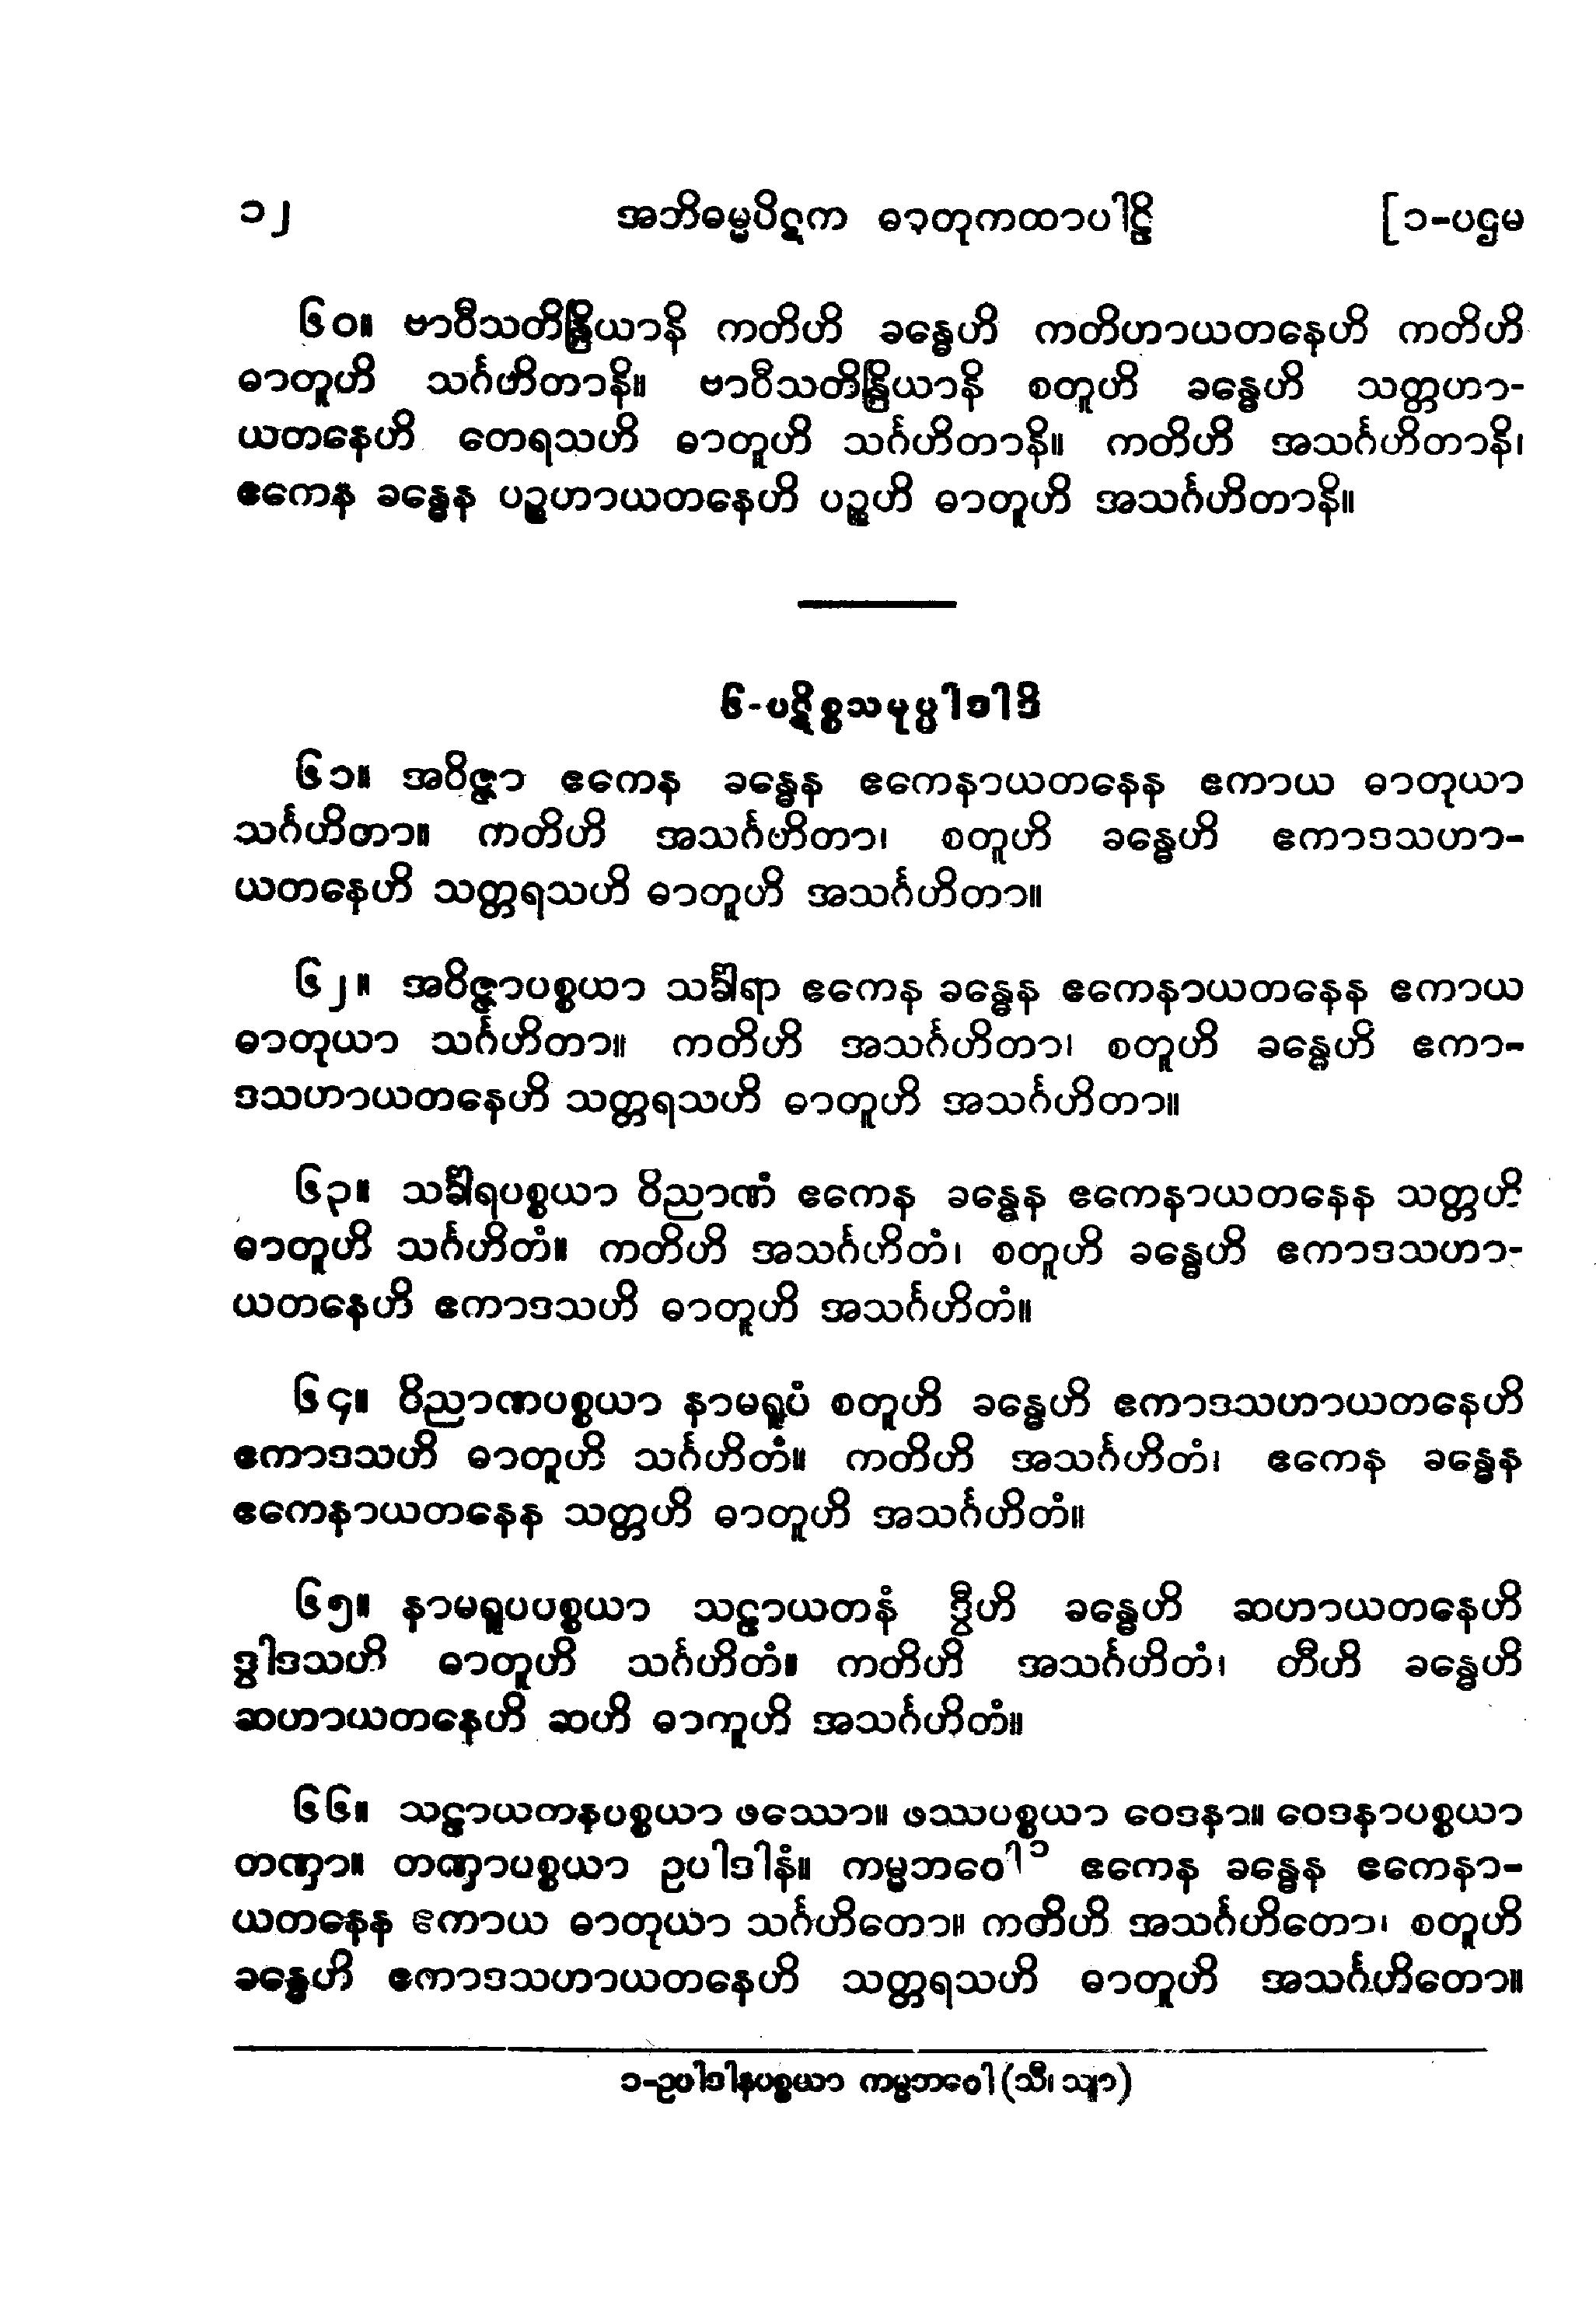 ၁၂ အဘိဓမ္မပိဋက ဓာတုကထာပါဠိ [၁-ပဌမ
၆၀။ ဗာဝီသတိန္ဒြိယာနိ ကတိဟိ ခန္ဓေဟိ ကတိဟာယတနေဟိ ကတိဟိ
ဓာတူဟိ သင်္ဂဟိတာနိ။ ဗာဝီသတိန္ဒြိယာနိ စတူဟိ ခန္ဓေဟိ သတ္တဟာ-
ယတနေဟိ တေရသဟိ ဓာတူဟိ သင်္ဂဟိတာနိ။ ကတိဟိ အသင်္ဂဟိတာနိ၊
ဧကေန ခန္ဓေန ပဉ္စဟာယတနေဟိ ပဉ္စဟိ ဓာတူဟိ အသင်္ဂဟိတာနိ။
၆-ပဋိစ္စသမုပ္ပါဒါဒိ
၆၁။ အဝိဇ္ဇာ ဧကေန ခန္ဓေန ဧကေနာယတနေန ဧကာယ ဓာတုယာ
သင်္ဂဟိတာ။ ကတိဟိ အသင်္ဂဟိတာ၊ စတူဟိ ခန္ဓေဟိ ဧကာဒသဟာ-
ယတနေဟိ သတ္တရသဟိ ဓာတူဟိ အသင်္ဂဟိတာ။
၆၂။ အဝိဇ္ဇာပစ္စယာ သင်္ခါရာ ဧကေန ခန္ဓေန ဧကေနာယတနေန ဧကာယ
ဓာတုယာ သင်္ဂဟိတာ။ ကတိဟိ အသင်္ဂဟိတာ၊ စတူဟိ ခန္ဓေဟိ ဧကာ-
ဒသဟာယတနေဟိ သတ္တရသဟိ ဓာတူဟိ အသင်္ဂဟိတာ။
၆၃။ သင်္ခါရပစ္စယာ ဝိညာဏံ ဧကေန ခန္ဓေန ဧကေနာယတနေန သတ္တဟိ
ဓာတူဟိ သင်္ဂဟိတံ။ ကတိဟိ အသင်္ဂဟိတံ၊ စတူဟိ ခန္ဓေဟိ ဧကာဒသဟာ-
ယတနေဟိ ဧကာဒသဟိ ဓာတူဟိ အသင်္ဂဟိတံ။
၆၄။ ဝိညာဏပစ္စယာ နာမရူပံ စတူဟိ ခန္ဓေဟိ ဧကာဒသဟာယတနေဟိ
ဧကာဒသဟိ ဓာတူဟိ သင်္ဂဟိတံ။ ကတိဟိ အသင်္ဂဟိတံ၊ ဧကေန ခန္ဓေန
ဧကေနာယတနေန သတ္တဟိ ဓာတူဟိ အသင်္ဂဟိတံ။
၆၅။ နာမရူပပစ္စယာ သဠာယတနံ ဒွီဟိ ခန္ဓေဟိ ဆဟာယတနေဟိ
ဒွါဒသဟိ ဓာတူဟိ သင်္ဂဟိတံ။ ကတိဟိ အသင်္ဂဟိတံ၊ တီဟိ ခန္ဓေဟိ
ဆဟာယတနေဟိ ဆဟိ ဓာတူဟိ အသင်္ဂဟိတံ။
၆၆။ သဠာယတနပစ္စယာ ဖဿော။ ဖဿပစ္စယာ ဝေဒနာ။ ဝေဒနာပစ္စယာ
တဏှာ။ တဏှာပစ္စယာ ဥပါဒါနံ။ ကမ္မဘဝေါ၁ ဧကေန ခန္ဓေန ဧကေနာ-
ယတနေန ဧကာယ ဓာတုယာ သင်္ဂဟိတော။ ကတိဟိ အသင်္ဂဟိတော၊ စတူဟိ
ခန္ဓေဟိ ဧကာဒသဟာယတနေဟိ သတ္တရသဟိ ဓာတူဟိ အသင်္ဂဟိတော။
၁-ဥပါဒါနပစ္စယာ ကမ္မဘဝေါ (သီ၊ သျာ)